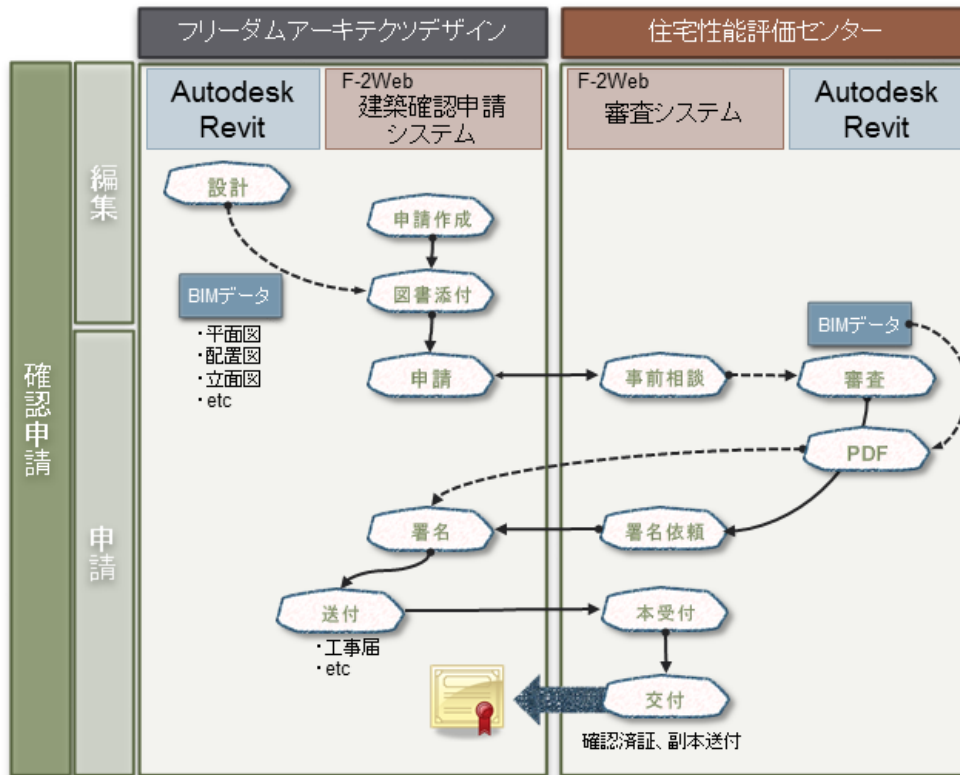 フリーダムアーキテクツデザイン
住宅性能評価センター
Autodesk
Revit
F-2Web
建築確認申請
システム
F-2Web
審査システム
Autodesk
Revit
確認申請
編集
設計
申請作成
BIMデータ
図書添付
・平面図
・配置図
・立面図
・etc
BIMデータ
申請
事前相談
審査
PDF
申請
署名
署名依頼
送付
本受付
・工事届
・etc
交付
確認済証、副本送付